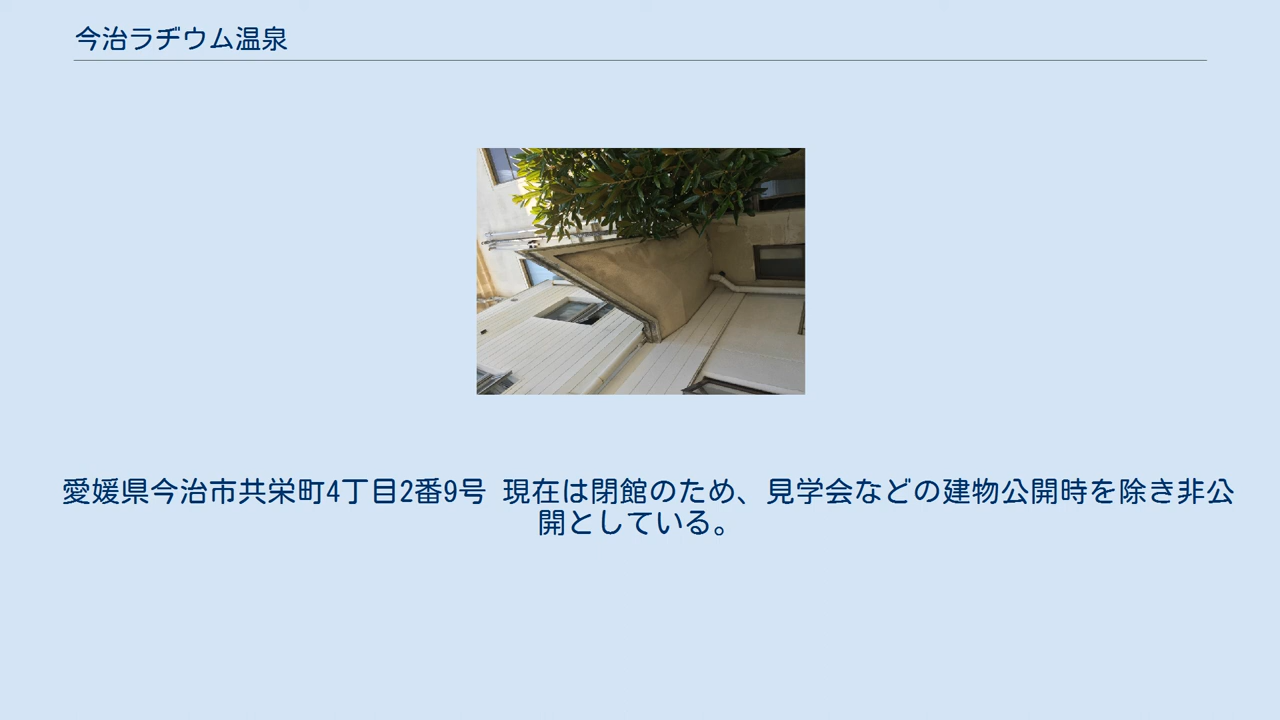 今治ラヂウム温泉
愛媛県今治市共栄町4丁目2番9号 現在は閉館のため、見学会などの建物公開時を除き非公
開としている。